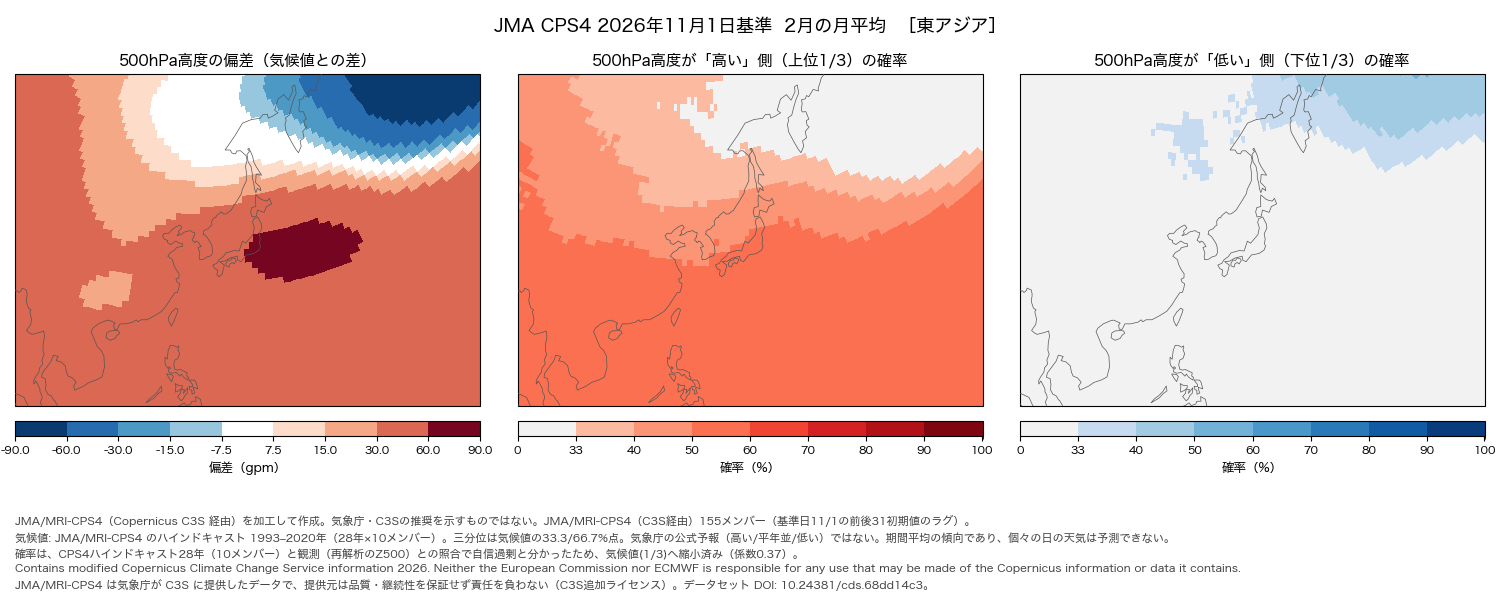 JMA CPS4 2026年11月1日基準 2月の月平均 ［東アジア］
500hPa高度の偏差（気候値との差）
500hPa高度が「高い」側（上位1/3）の確率
500hPa高度が「低い」側（下位1/3）の確率
-90.0 -60.0 -30.0 -15.0 -7.5 7.5 15.0 30.0 60.0 90.0
偏差（gpm）
0 33 40 50 60 70 80 90 100
確率（%）
0 33 40 50 60 70 80 90 100
確率（%）
JMA/MRI-CPS4（Copernicus C3S 経由）を加工して作成。気象庁・C3Sの推奨を示すものではない。JMA/MRI-CPS4（C3S経由）155メンバー（基準日11/1の前後31初期値のラグ）。
気候値: JMA/MRI-CPS4 のハインドキャスト 1993–2020年（28年×10メンバー）。三分位は気候値の33.3/66.7%点。気象庁の公式予報（高い/平年並/低い）ではない。期間平均の傾向であり、個々の日の天気は予測できない。
確率は、CPS4ハインドキャスト28年（10メンバー）と観測（再解析のZ500）との照合で自信過剰と分かったため、気候値(1/3)へ縮小済み（係数0.37）。
Contains modified Copernicus Climate Change Service information 2026. Neither the European Commission nor ECMWF is responsible for any use that may be made of the Copernicus information or data it contains.
JMA/MRI-CPS4 は気象庁が C3S に提供したデータで、提供元は品質・継続性を保証せず責任を負わない（C3S追加ライセンス）。データセット DOI: 10.24381/cds.68dd14c3。